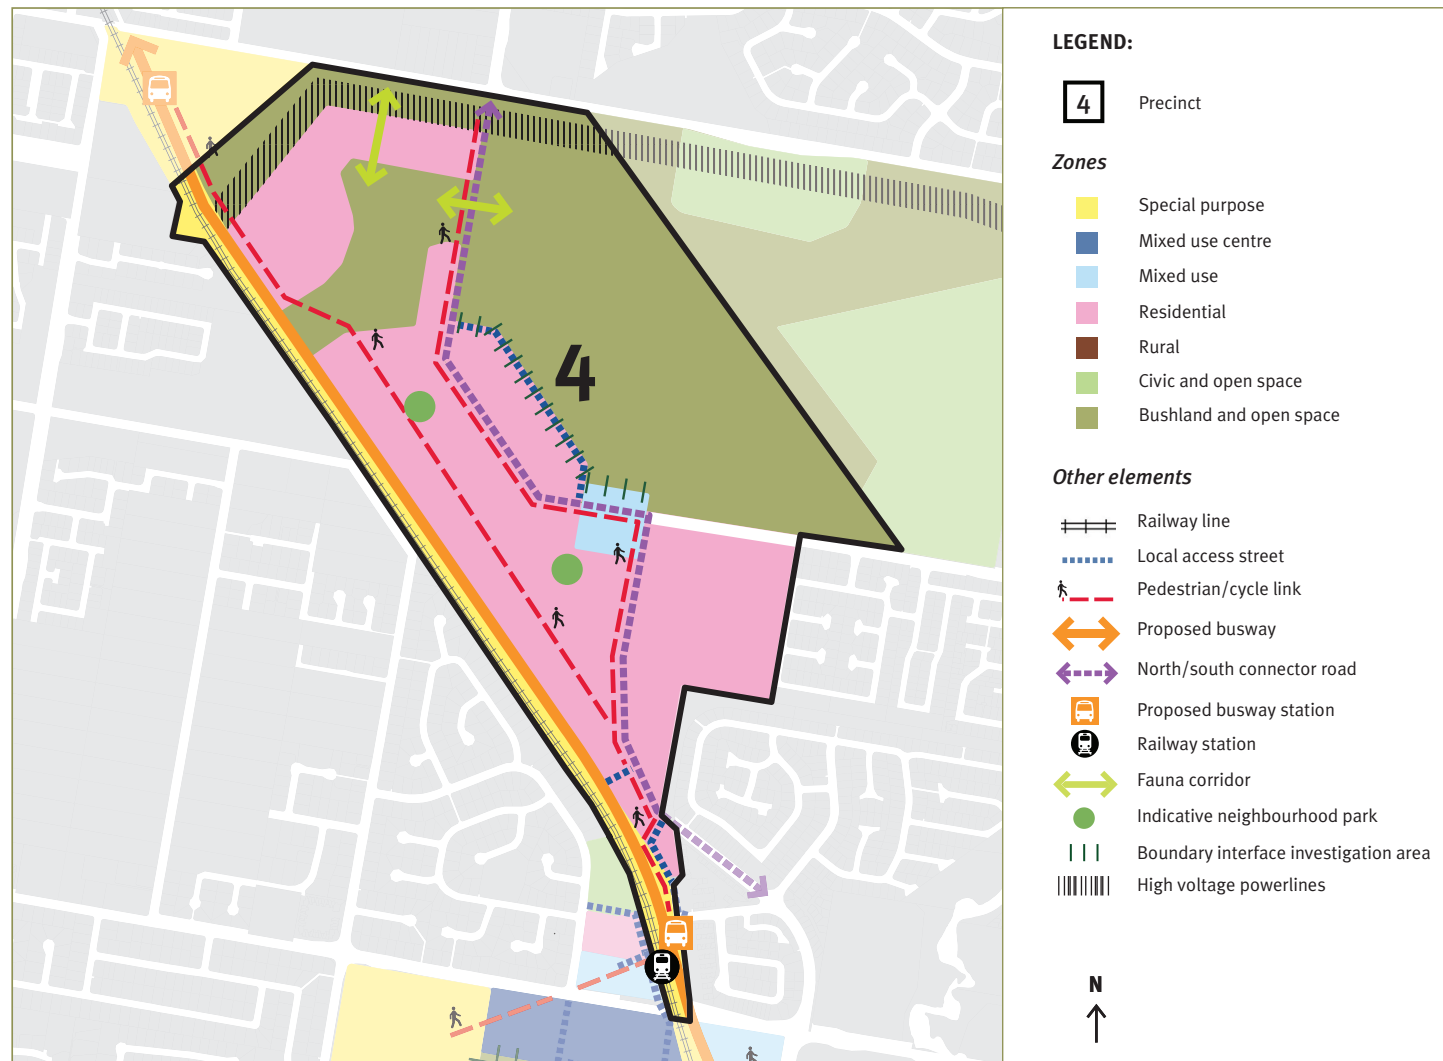 4
LEGEND:
4
Precinct
Zones
Special purpose
Mixed use centre
Mixed use
Residential
Rural
Civic and open space
Bushland and open space
Other elements
Railway line
Local access street
Pedestrian/cycle link
Proposed busway
North/south connector road
Proposed busway station
Railway station
Fauna corridor
Indicative neighbourhood park
Boundary interface investigation area
High voltage powerlines
N